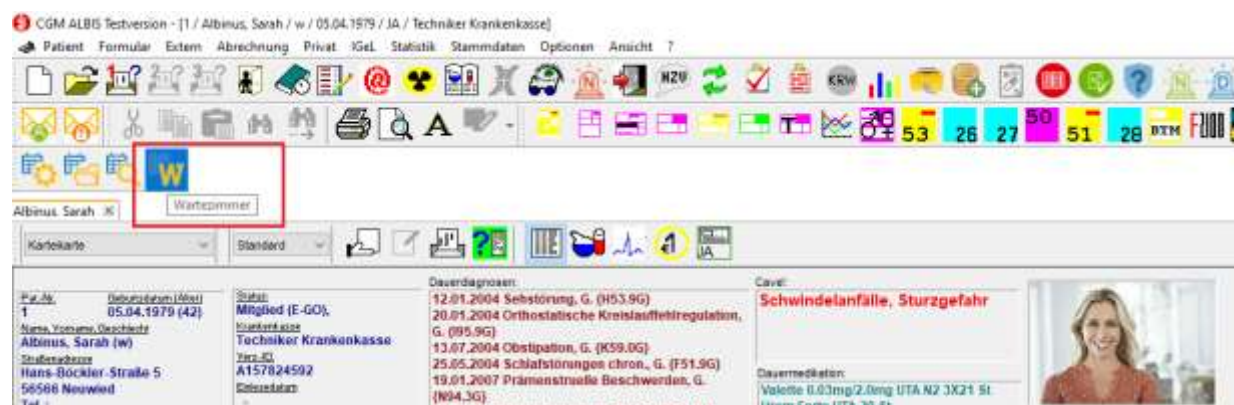 CGM ALBIS Testversion - [1 / Albinus, Sarah / w / 05.04.1979 / JA / Techniker Krankenkasse]
Patient Formular Extern Abrechnung Privat IGeL Statistik Stammdaten Optionen Ansicht ?
HZV KRW
53 26 27 50 51 28 BTM
W
Wartezimmer
Albinus, Sarah
Karteikarte Standard
JA
Pat.-Nr. Geburtsdatum (Alter)
1 05.04.1979 (42)
Name, Vorname, Geschlecht
Albinus, Sarah (w)
Straßenadresse
Hans-Böckler-Straße 5
56566 Neuwied
Status:
Mitglied (E-GO),
Krankenkasse
Techniker Krankenkasse
Vers.-ID
A157824592
Einlesedatum
Dauerdiagnosen:
12.01.2004 Sehstörung, G. (H53.9G)
20.01.2004 Orthostatische Kreislauffehlregulation,
G. (I95.9G)
13.07.2004 Obstipation, G. (K59.0G)
25.05.2004 Schlafstörungen chron., G. (F51.9G)
19.01.2007 Prämenstruelle Beschwerden, G.
(N94.3G)
Cave!:
Schwindelanfälle, Sturzgefahr
Dauermedikation:
Valette 0.03mg/2.0mg UTA N2 3X21 St